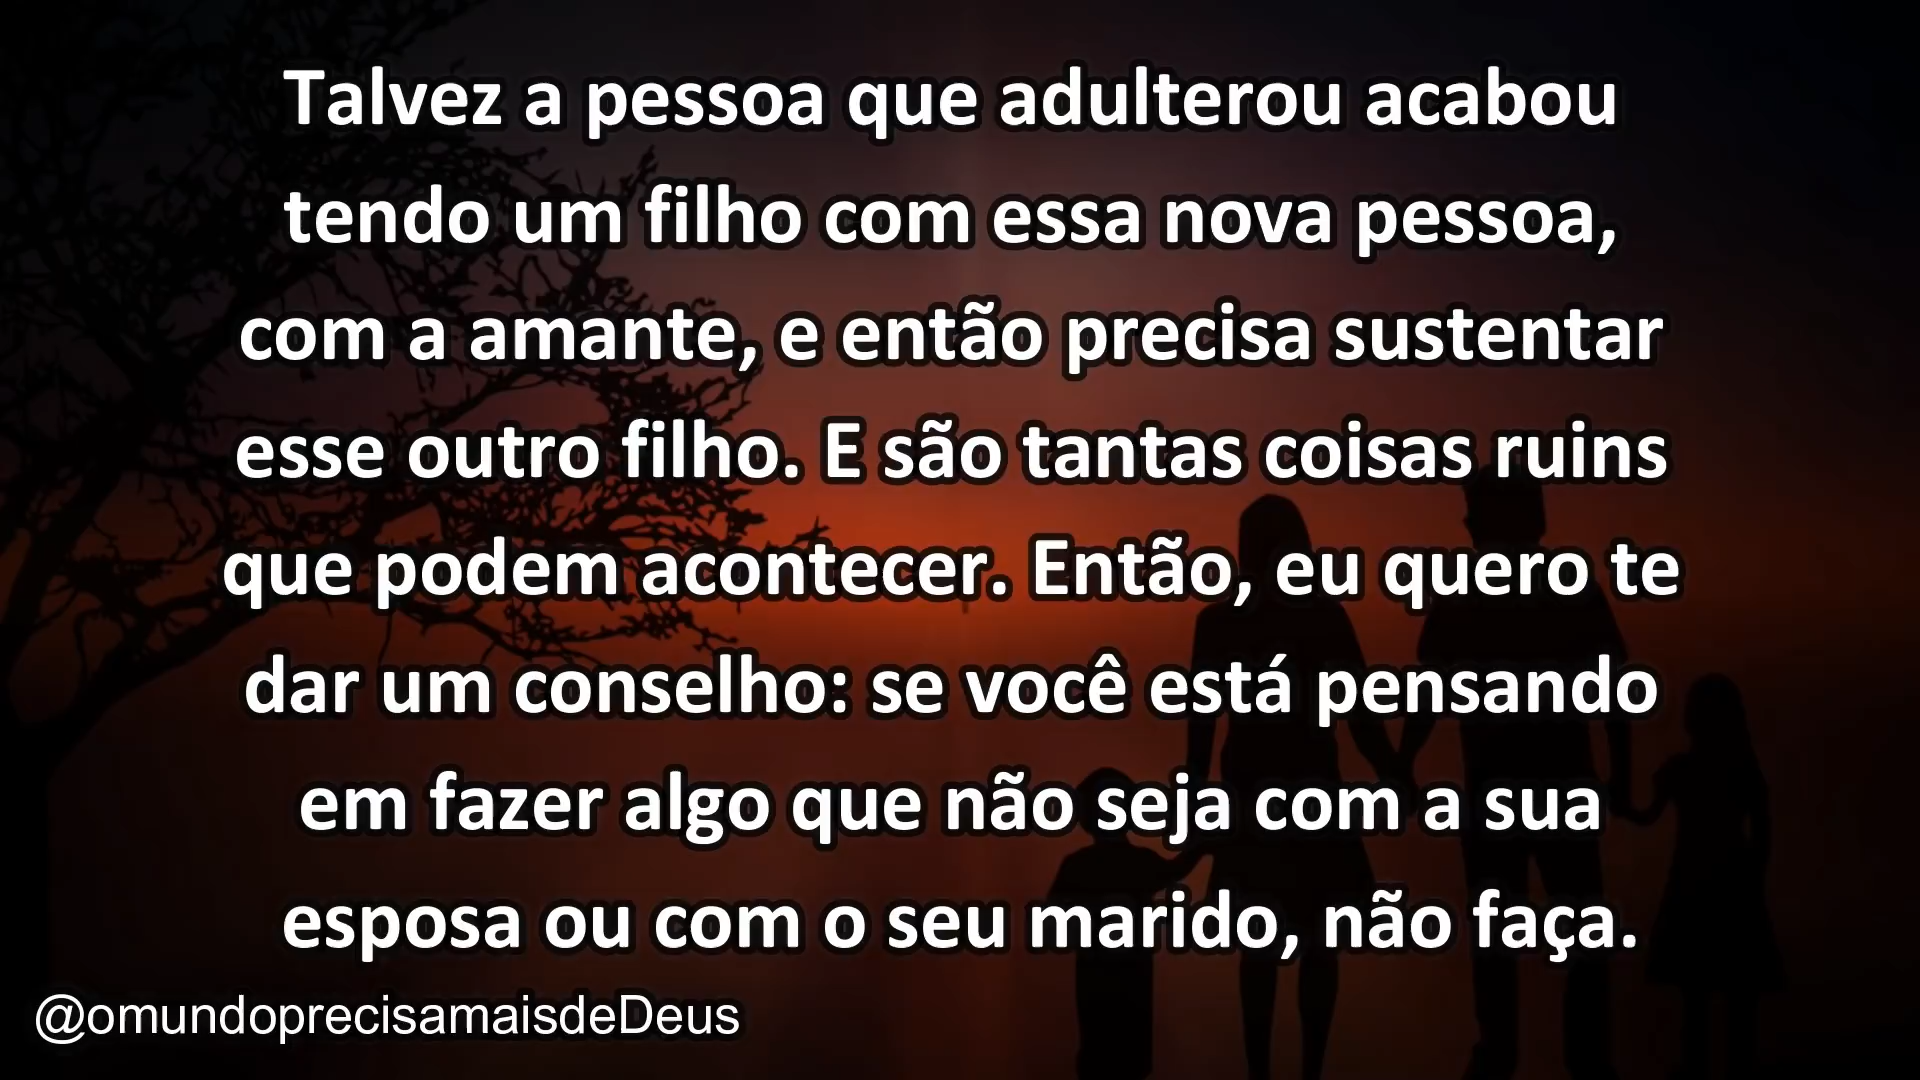 Talvez a pessoa que adulterou acabou
tendo um filho com essa nova pessoa,
com a amante, e então precisa sustentar
esse outro filho. E são tantas coisas ruins
que podem acontecer. Então, eu quero te
dar um conselho: se você está pensando
em fazer algo que não seja com a sua
esposa ou com o seu marido, não faça.
@omundoprecisamaisdeDeus